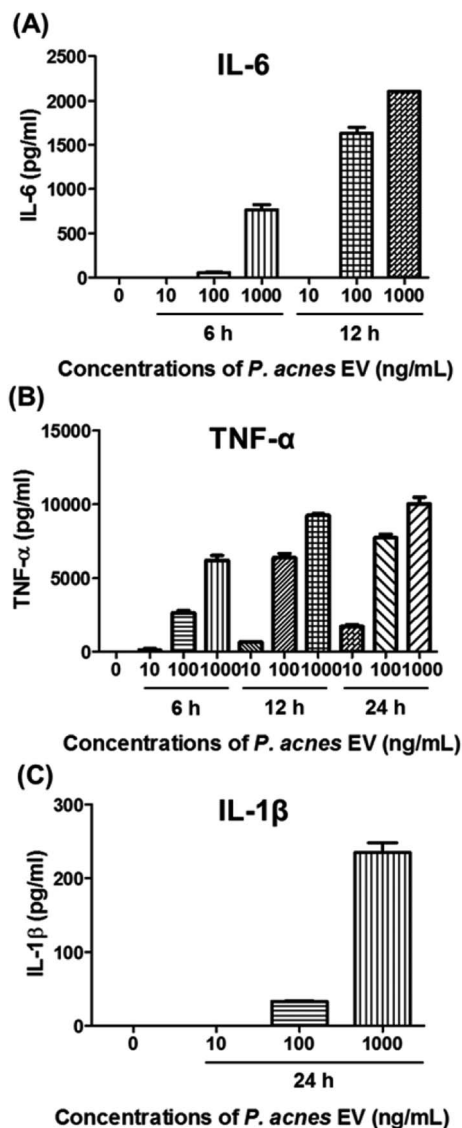 (A)
IL-6
IL-6 (pg/ml)
2500
2000
1500
1000
500
0
0 10 100 1000 10 100 1000
6 h 12 h
Concentrations of P. acnes EV (ng/mL)
(B)
TNF-α
TNF-α (pg/ml)
15000
10000
5000
0
0 10 100 1000 10 100 1000 10 100 1000
6 h 12 h 24 h
Concentrations of P. acnes EV (ng/mL)
(C)
IL-1β
IL-1β (pg/ml)
300
200
100
0
0 10 100 1000
24 h
Concentrations of P. acnes EV (ng/mL)